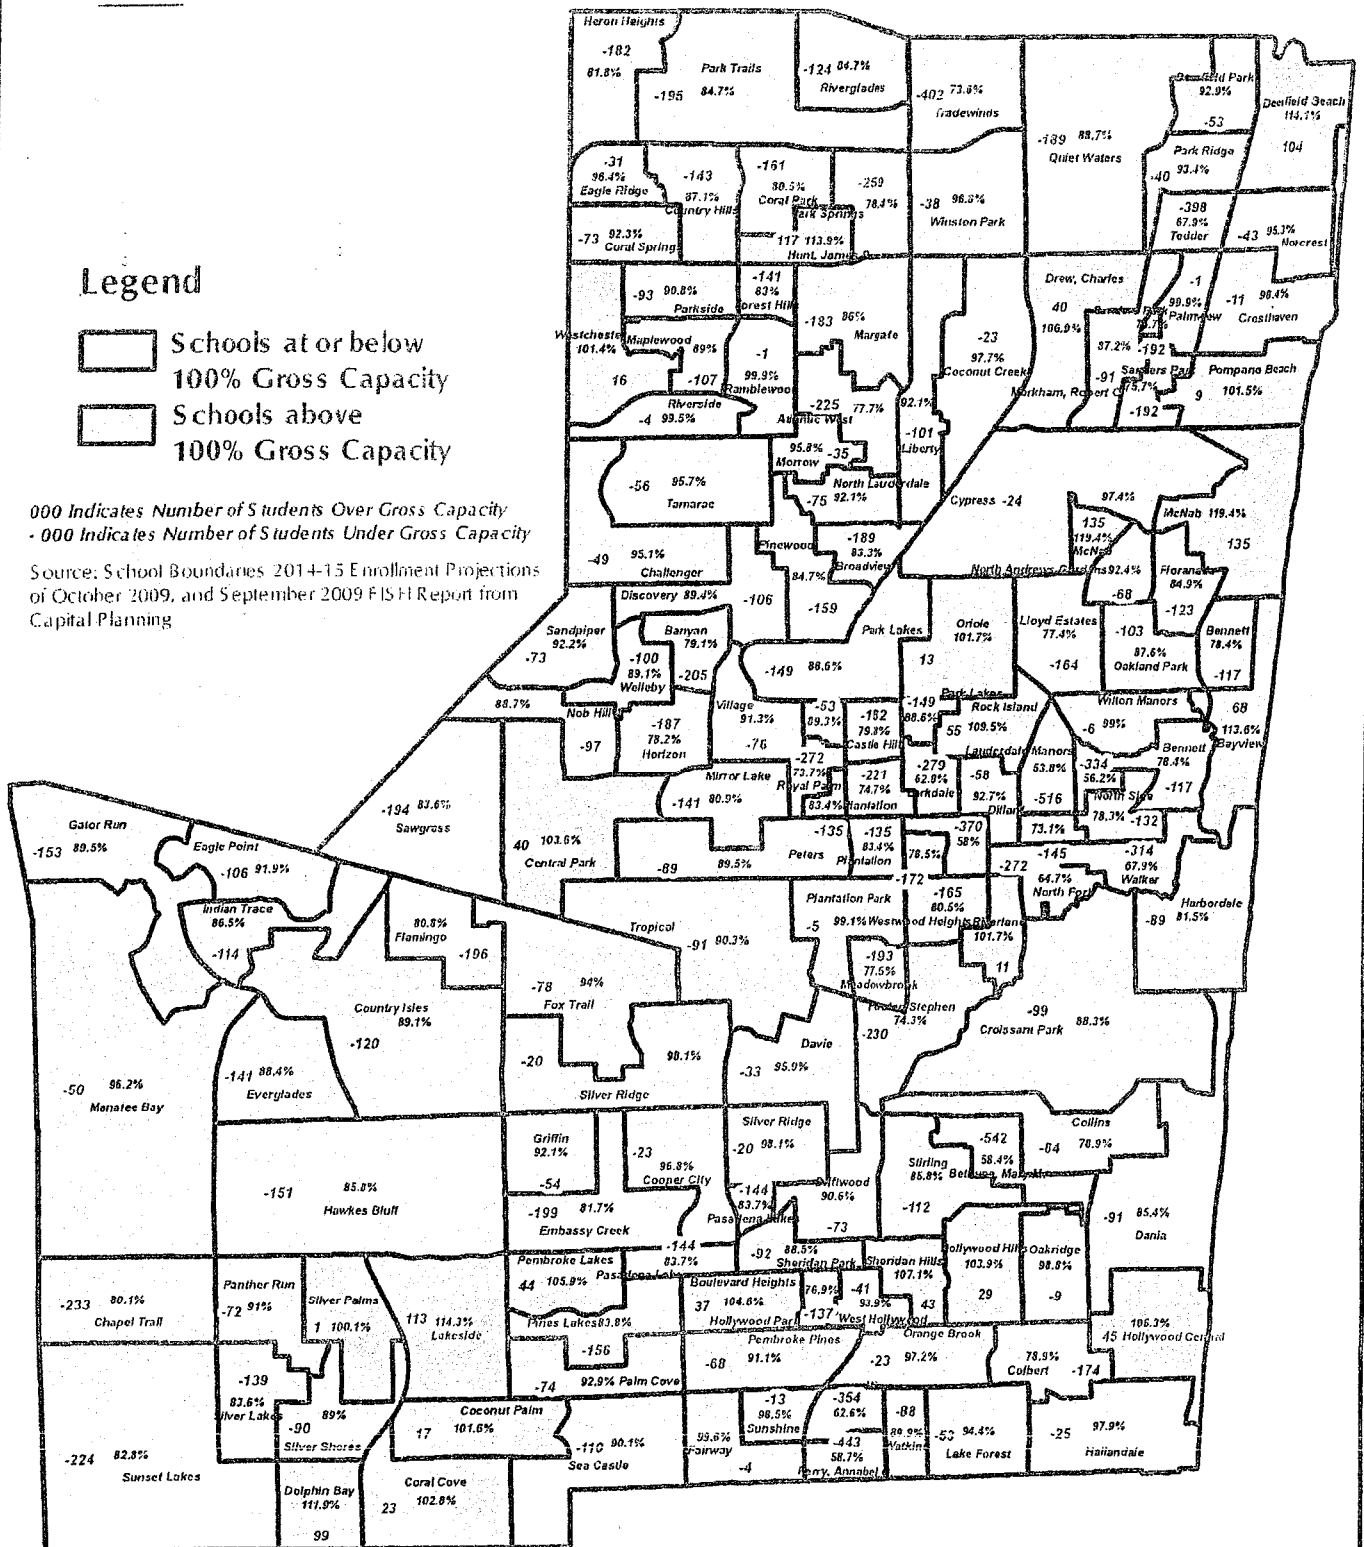 Heron Heights
-182
81.8%
Park Trails
-195 84.7%
-124 84.7%
Riverglades
-402 73.8%
Tradewinds
-189 88.7%
Quiet Waters
Deerfield Park
92.9%
-53
Deerfield Beach
114.1%
104
Park Ridge
-40 93.4%
-31
96.4%
Eagle Ridge
-143
87.1%
Country Hills
-161
80.5%
Coral Park
-259
78.4%
Park Springs
-38 96.8%
Winston Park
-398
67.9%
Tedder
-43 95.3%
Norcrest
-73 92.3%
Coral Spring
117 113.9%
Hunt, James
Legend
Schools at or below
100% Gross Capacity
Schools above
100% Gross Capacity
000 Indicates Number of Students Over Gross Capacity
- 000 Indicates Number of Students Under Gross Capacity
Source: School Boundaries 2014-15 Enrollment Projections
of October 2009, and September 2009 FISH Report from
Capital Planning
-93 90.8%
Parkside
-141
83%
Forest Hills
-183 86%
Margate
-23
97.7%
Coconut Creek
Drew, Charles
40
106.9%
-1
99.9%
Palmview
-11 98.4%
Cresthaven
Westchester
101.4%
16
Maplewood
89%
-107
-1
99.9%
Ramblewood
87.2%
-91
Markham, Robert C
-192
Sanders Park
75.7%
-192
Pompano Beach
9 101.5%
Riverside
-4 99.5%
-225 77.7%
Atlantic West
92.1%
-101
Liberty
95.8% -35
Morrow
-56 95.7%
Tamarac
North Lauderdale
-75 92.1%
Cypress -24
97.4%
McNab 119.4%
135
135
119.4%
McNab
-49 95.1%
Challenger
Pinewood
84.7%
-106
-189
83.3%
Broadview
-159
North Andrews Gardens 92.4%
-68
Floranada
84.9%
-123
Discovery 89.4%
Sandpiper
92.2%
-73
Banyan
79.1%
-205
-100
89.1%
Welleby
Park Lakes
-149 88.6%
Oriole
101.7%
13
Lloyd Estates
77.4%
-164
-103
87.6%
Oakland Park
Bennett
78.4%
-117
88.7%
Nob Hill
-97
-187
78.2%
Horizon
Village
91.3%
-76
-53
89.3%
-182
79.8%
Castle Hill
-149
88.6%
Park Lakes
Rock Island
55 109.5%
Wilton Manors
-6 99%
68
113.6%
Bayview
Bennett
78.4%
-117
-272
73.7%
Royal Palm
-221
74.7%
Plantation
-279
62.8%
Larkdale
Lauderdale Manors
53.8%
-516
-334
56.2%
North Side
78.3% -132
-58
92.7%
Dillard
73.1%
Mirror Lake
-141 80.9%
83.4%
-194 83.6%
Sawgrass
40 103.6%
Central Park
-89 89.5%
-135
Peters
-135
83.4%
Plantation
78.5%
-172
-370
58%
-272
-145
64.7%
North Fork
-314
67.9%
Walker
Harbordale
-89 81.5%
Gator Run
-153 89.5%
Eagle Point
-106 91.9%
Indian Trace
86.5%
-114
80.8%
Flamingo
-196
Tropical
-91 90.3%
Plantation Park
-5 99.1%
Westwood Heights
-165
80.5%
Riverland
101.7%
11
-193
77.5%
Meadowbrook
-78 94%
Fox Trail
Foster, Stephen
74.3%
-230
-99
Croissant Park 88.3%
Country Isles
89.1%
-120
-20 98.1%
Silver Ridge
Davie
-33 95.9%
-50 96.2%
Manatee Bay
-141 88.4%
Everglades
Silver Ridge
-20 98.1%
Griffin
92.1%
-54
-23
96.8%
Cooper City
-542
58.4%
Bethune, Mary M.
Collins
-64 78.9%
Stirling
85.8%
-112
-151 85.8%
Hawkes Bluff
-199 81.7%
Embassy Creek
-144
83.7%
Pasadena Lakes
Driftwood
90.6%
-73
-91 85.4%
Dania
-144
83.7%
-92 88.5%
Sheridan Park
Sheridan Hills
107.1%
43
Hollywood Hills
103.9%
29
Oakridge
98.8%
-9
-233 80.1%
Chapel Trail
Panther Run
-72 91%
Silver Palms
1 100.1%
113 114.3%
Lakeside
Pembroke Lakes
44 105.9%
Pasadena Lakes
Boulevard Heights
37 104.8%
Hollywood Park
76.9%
-137
-41
93.9%
West Hollywood
106.3%
45 Hollywood Central
Pines Lakes 83.8%
-156
Pembroke Pines
-68 91.1%
Orange Brook
-23 97.2%
78.9%
Colbert -174
-139
83.6%
Silver Lakes
-74 92.9% Palm Cove
89%
-90
Silver Shores
Coconut Palm
17 101.6%
-110 90.1%
Sea Castle
99.6%
Fairway
-4
-13
98.5%
Sunshine
-354
62.6%
-443
58.7%
Perry, Annabel
-88
89.9%
Watkins
-53 94.4%
Lake Forest
-25 97.9%
Hallandale
-224 82.8%
Sunset Lakes
Dolphin Bay
111.9%
99
Coral Cove
23 102.8%